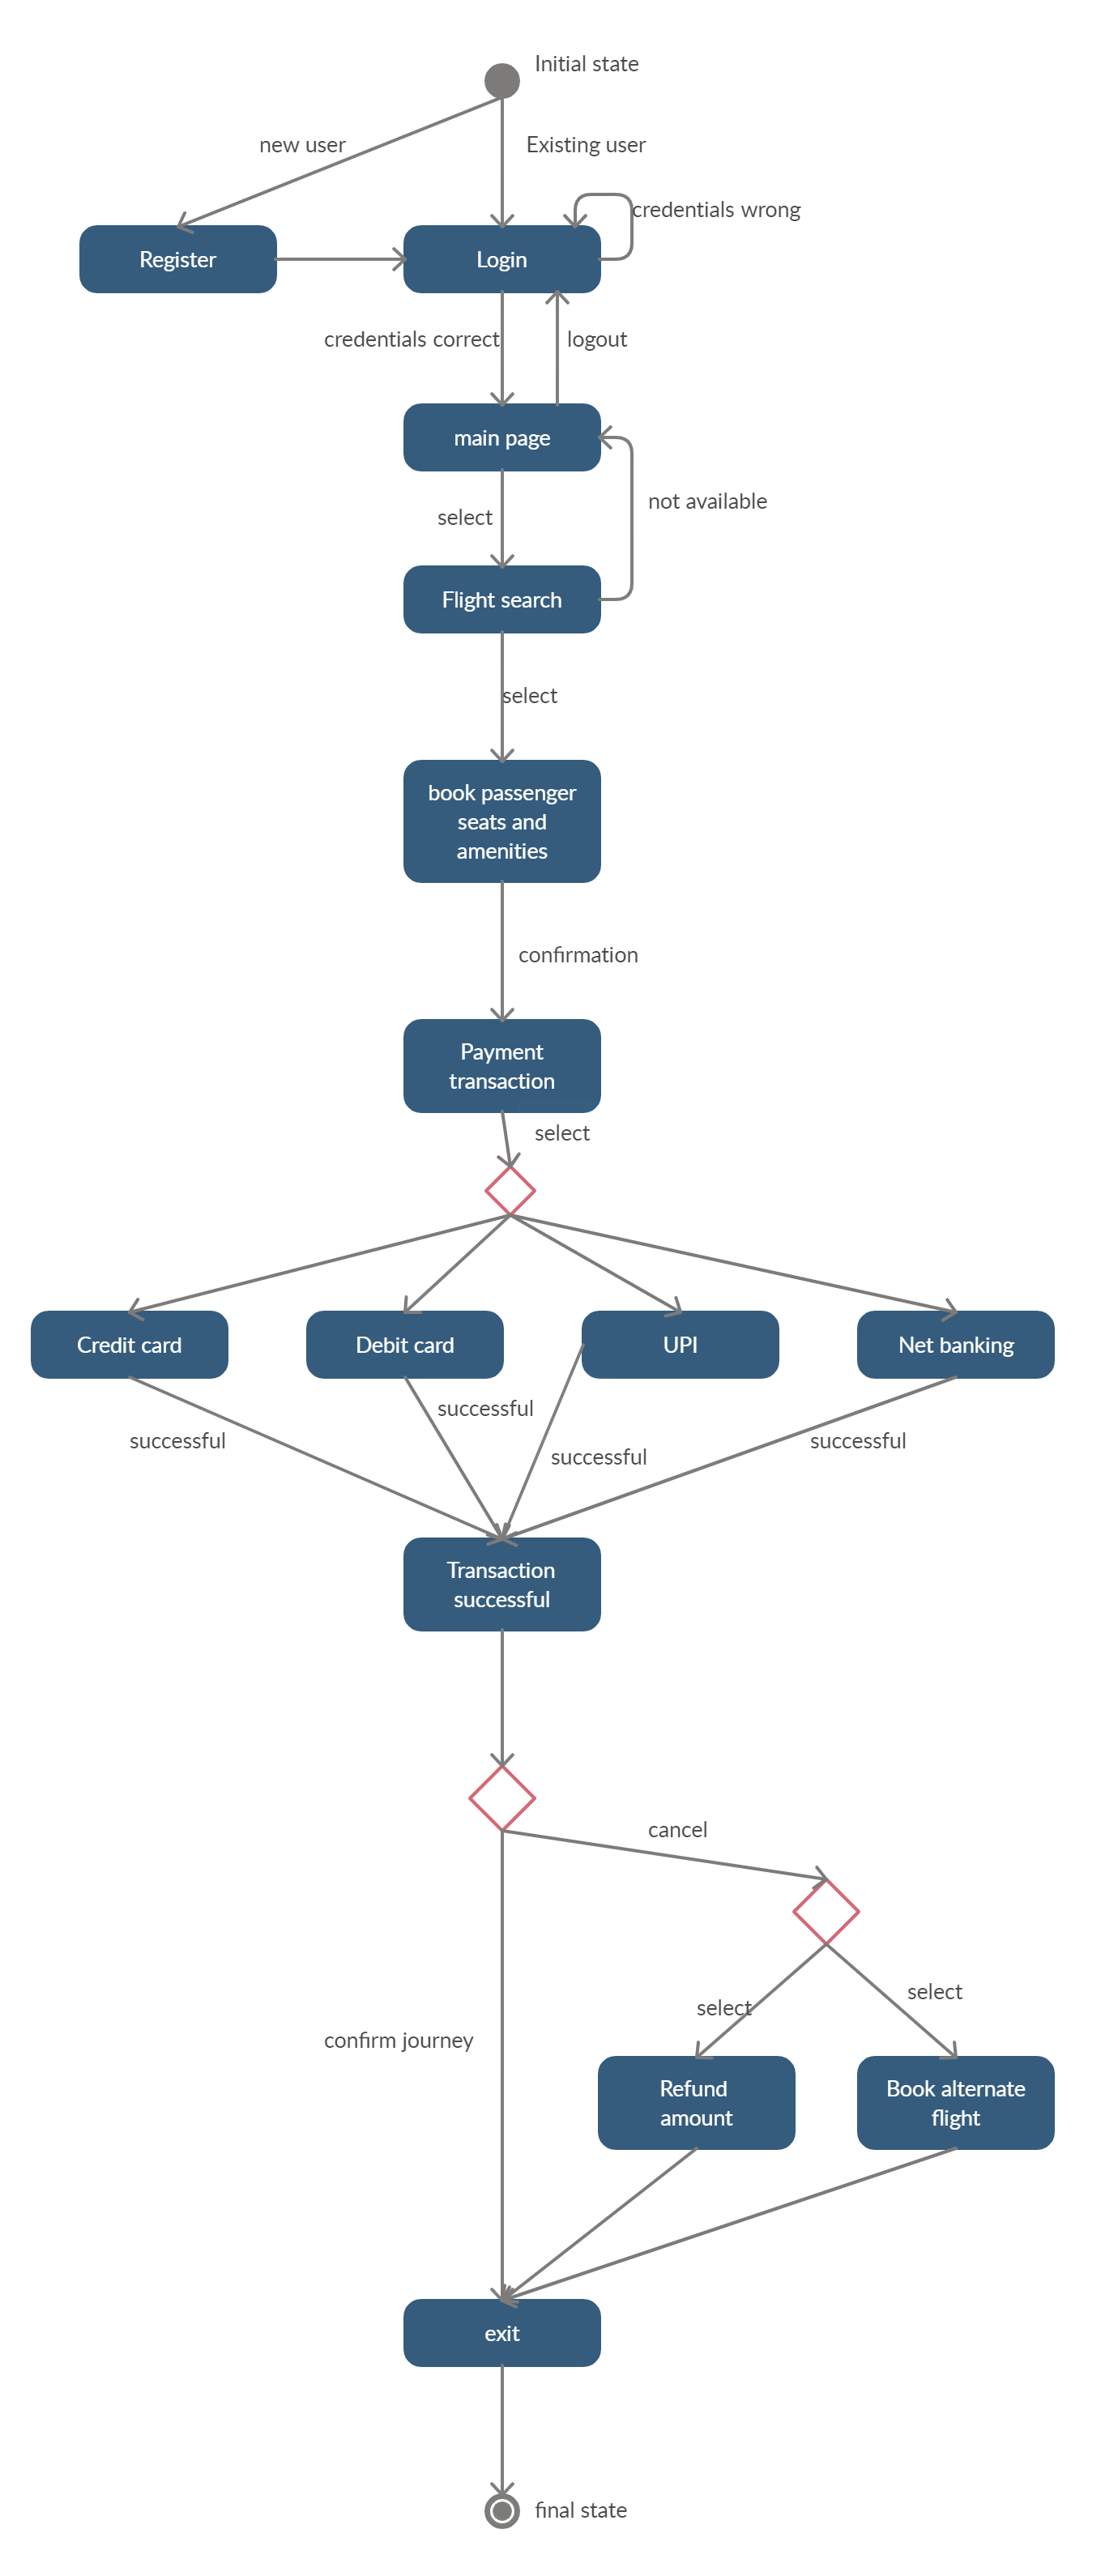 Initial state
new user
Existing user
credentials wrong
Register
Login
credentials correct
logout
main page
not available
select
Flight search
select
book passenger
seats and
amenities
confirmation
Payment
transaction
select
Credit card
Debit card
UPI
Net banking
successful
successful
successful
successful
Transaction
successful
cancel
select
select
confirm journey
Refund
amount
Book alternate
flight
exit
final state